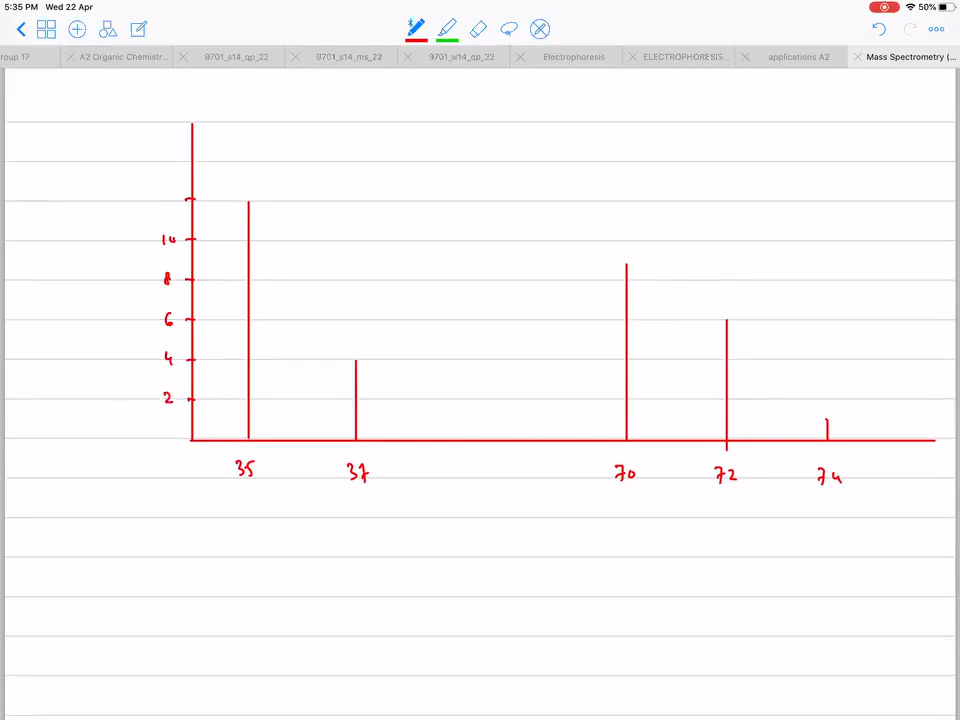 5:35 PM Wed 22 Apr
50%
roup 17
A2 Organic Chemistr...
9701_s14_qp_22
9701_s14_ms_22
9701_w14_qp_22
Electrophoresis
ELECTROPHORESIS...
applications A2
Mass Spectrometry (...
10
8
6
4
2
35 37 70 72 74